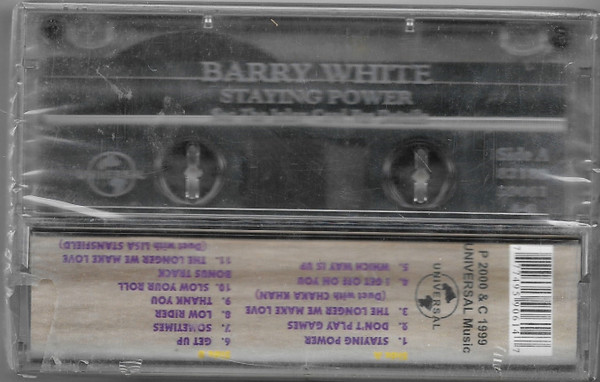 BARRY WHITE
STAYING POWER
Side A
P 2000 & C 1999
UNIVERSAL Music
UNIVERSAL
1. STAYING POWER
2. DON'T PLAY GAMES
3. THE LONGER WE MAKE LOVE
(Duet with CHAKA KHAN)
4. I GET OFF ON YOU
5. WHICH WAY IS UP
6. GET UP
7. SOMETIMES
8. LOW RIDER
9. THANK YOU
10. SLOW YOUR ROLL
BONUS TRACK
11. THE LONGER WE MAKE LOVE
(Duet with LISA STANSFIELD)